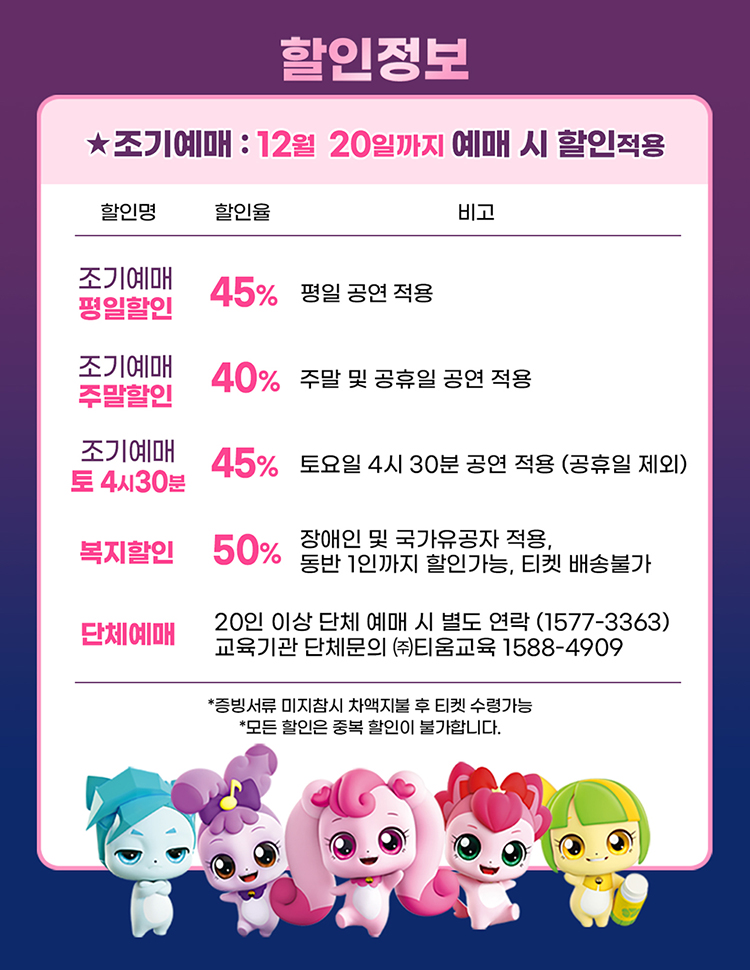 할인정보
★조기예매 : 12월 20일까지 예매 시 할인적용
할인명 할인율 비고
조기예매
평일할인
45% 평일 공연 적용
조기예매
주말할인
40% 주말 및 공휴일 공연 적용
조기예매
토 4시30분
45% 토요일 4시 30분 공연 적용 (공휴일 제외)
복지할인 50%
장애인 및 국가유공자 적용,
동반 1인까지 할인가능, 티켓 배송불가
단체예매
20인 이상 단체 예매 시 별도 연락 (1577-3363)
교육기관 단체문의 ㈜티움교육 1588-4909
*증빙서류 미지참시 차액지불 후 티켓 수령가능
*모든 할인은 중복 할인이 불가합니다.